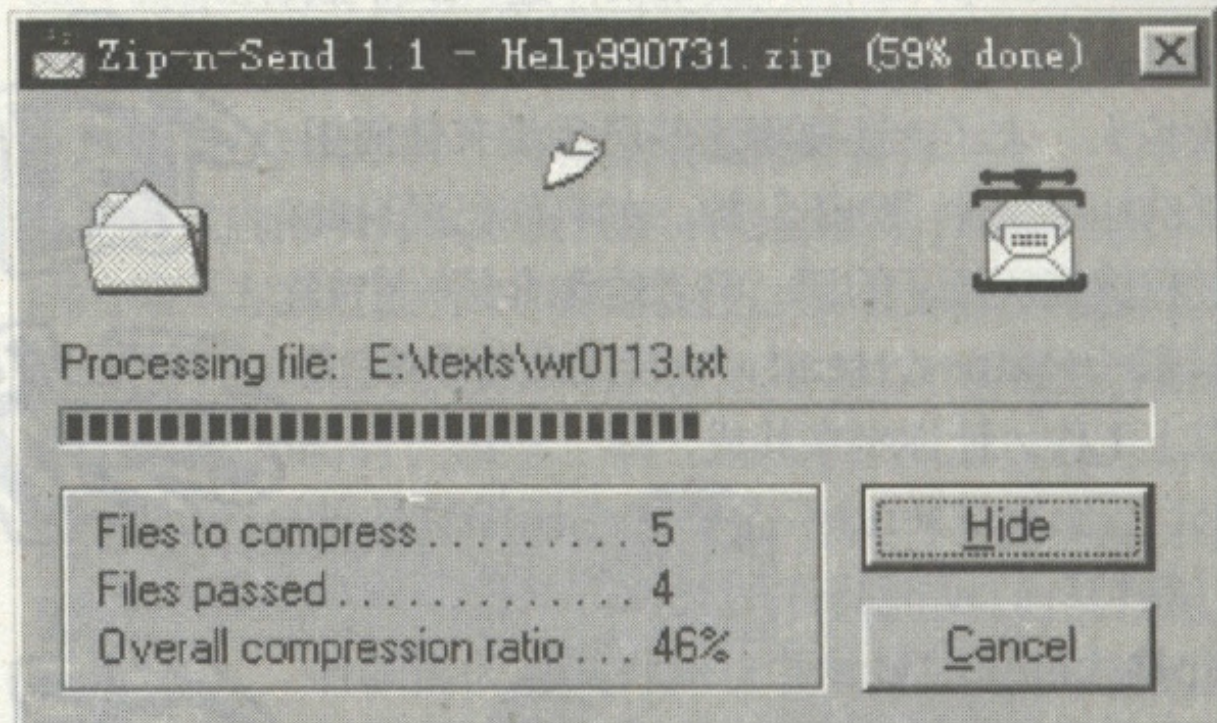 Zip-n-Send 1.1 - Help990731.zip (59% done)
Processing file: E:\texts\wr0113.txt
Files to compress . . . . . . . . . 5
Files passed . . . . . . . . . . . . . 4
Overall compression ratio . . . 46%
Hide
Cancel